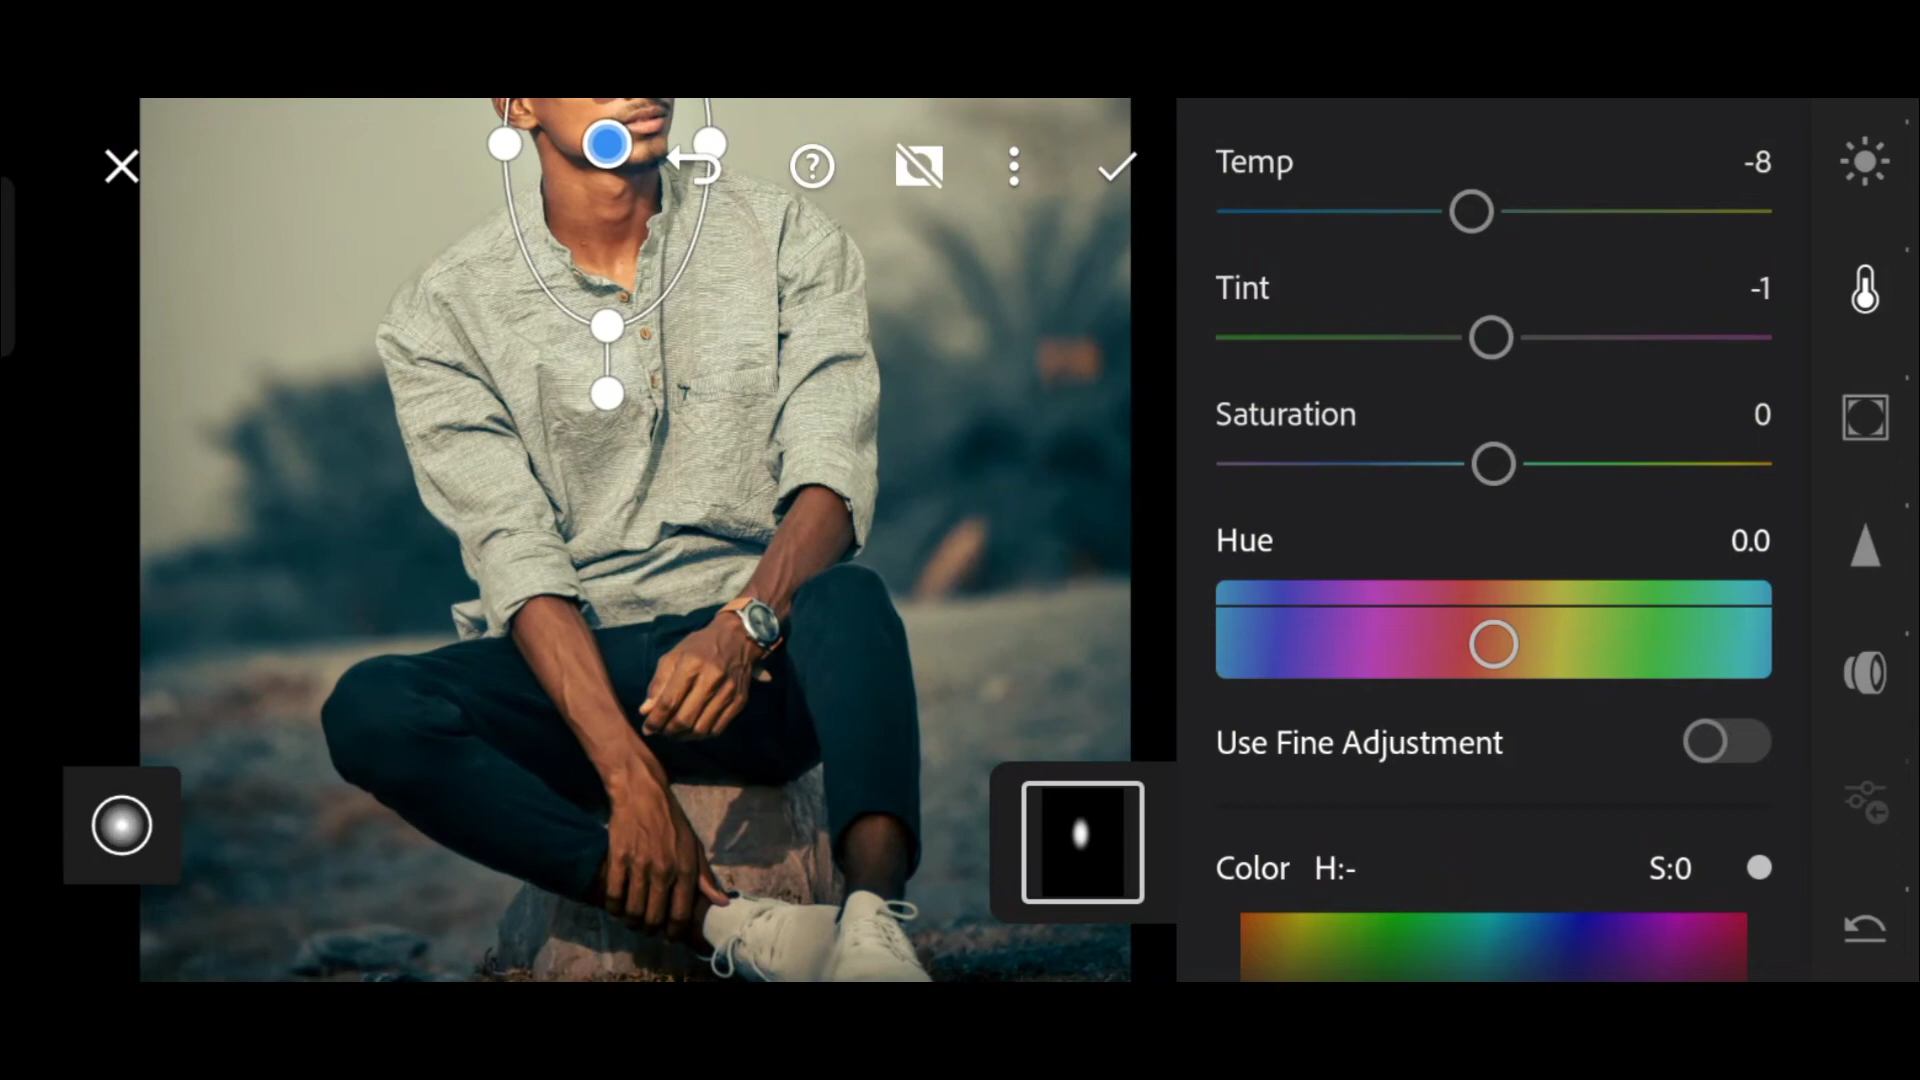 Temp -8
Tint -1
Saturation 0
Hue 0.0
Use Fine Adjustment
Color H:- S:0